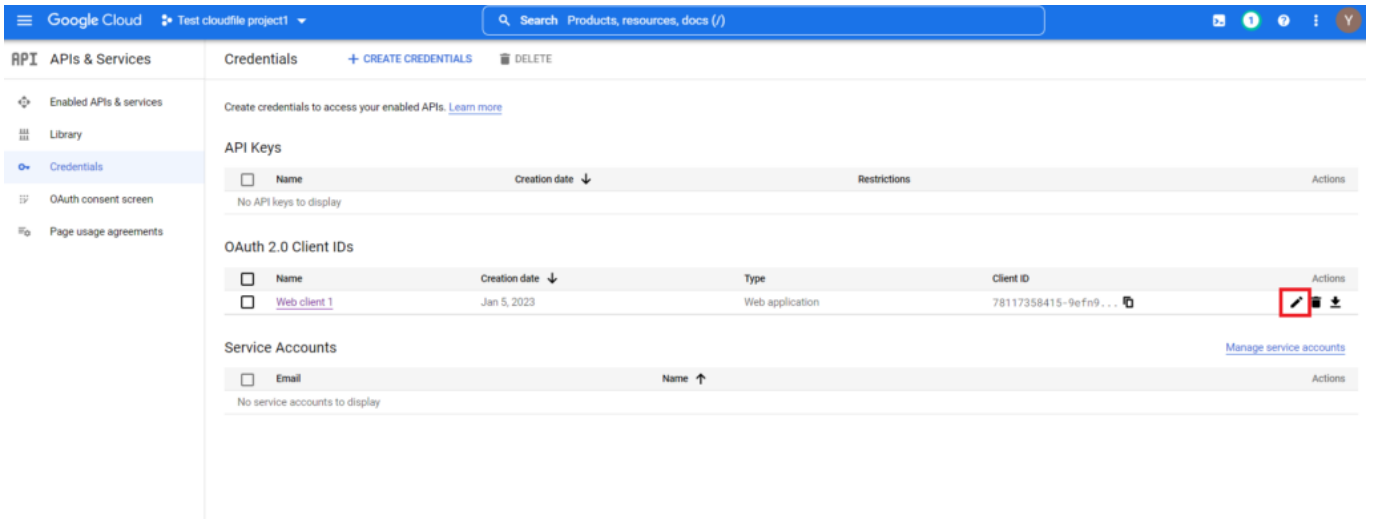 Google Cloud Test cloudfile project1 Search Products, resources, docs (/) 1 Y
API APIs & Services
Enabled APIs & services
Library
Credentials
OAuth consent screen
Page usage agreements
Credentials + CREATE CREDENTIALS DELETE
Create credentials to access your enabled APIs. Learn more
API Keys
Name Creation date Restrictions Actions
No API keys to display
OAuth 2.0 Client IDs
Name Creation date Type Client ID Actions
Web client 1 Jan 5, 2023 Web application 78117358415-9efn9...
Service Accounts Manage service accounts
Email Name Actions
No service accounts to display